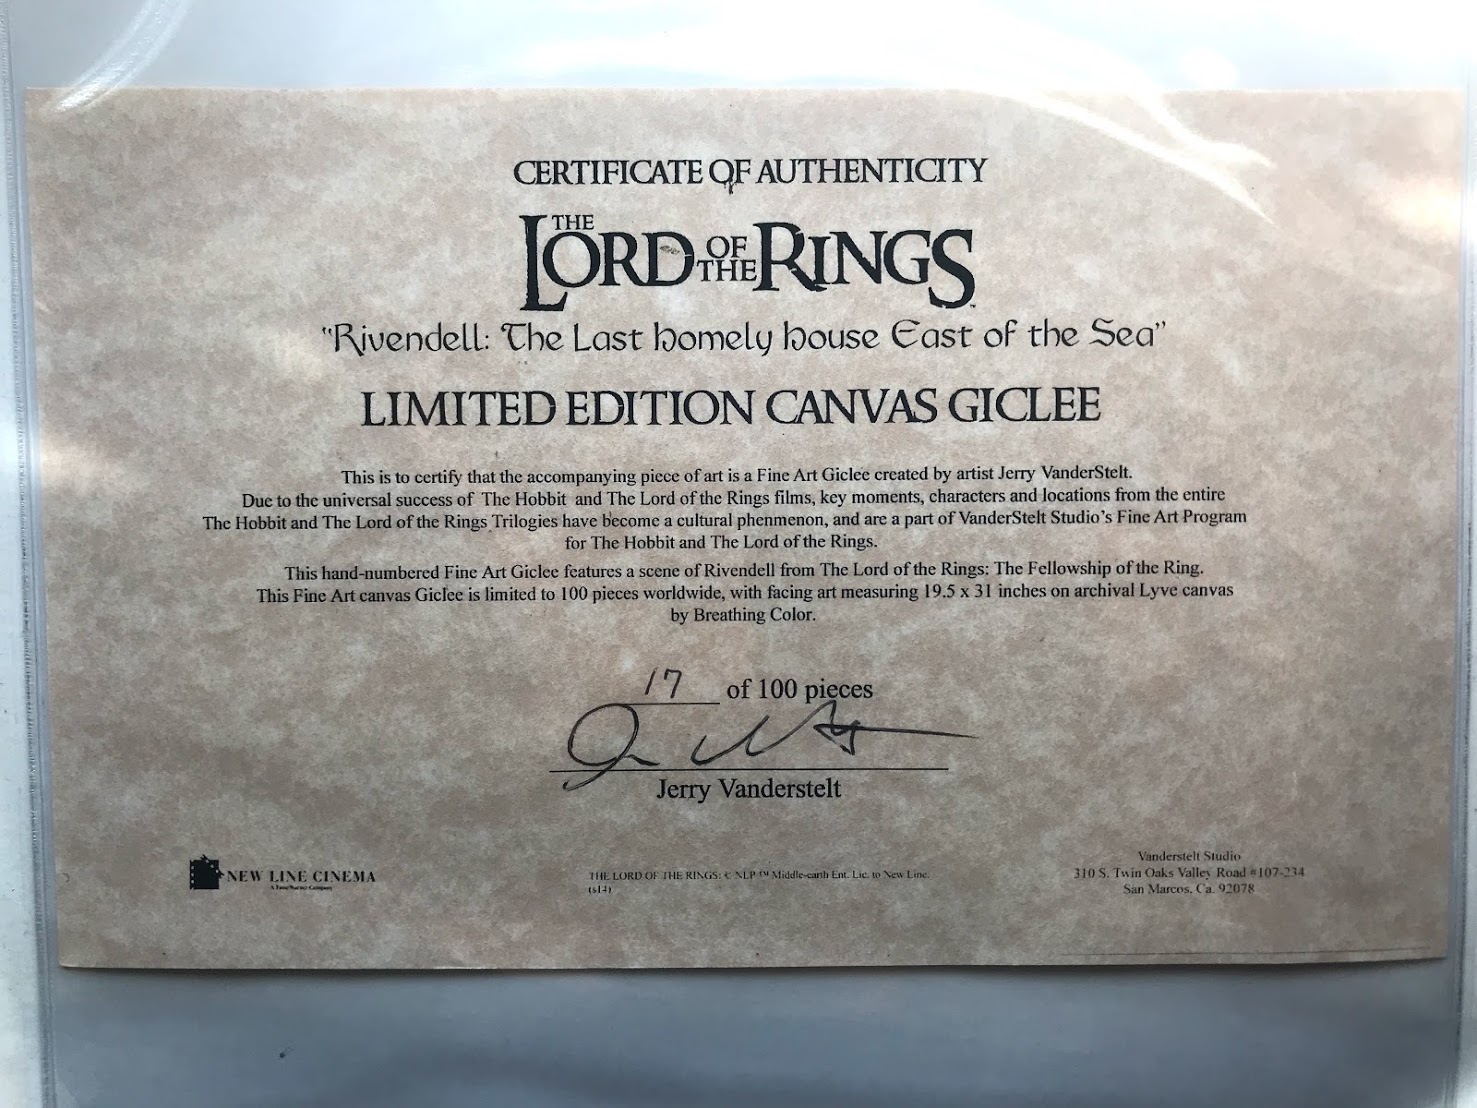 CERTIFICATE OF AUTHENTICITY
THE LORD OF THE RINGS
"Rivendell: The Last Homely House East of the Sea"
LIMITED EDITION CANVAS GICLEE
This is to certify that the accompanying piece of art is a Fine Art Giclee created by artist Jerry VanderStelt.
Due to the universal success of The Hobbit and The Lord of the Rings films, key moments, characters and locations from the entire
The Hobbit and The Lord of the Rings Trilogies have become a cultural phenmenon, and are a part of VanderStelt Studio's Fine Art Program
for The Hobbit and The Lord of the Rings.
This hand-numbered Fine Art Giclee features a scene of Rivendell from The Lord of the Rings: The Fellowship of the Ring.
This Fine Art canvas Giclee is limited to 100 pieces worldwide, with facing art measuring 19.5 x 31 inches on archival Lyve canvas
by Breathing Color.
17 of 100 pieces
Jerry Vanderstelt
NEW LINE CINEMA
A Time Warner Company
THE LORD OF THE RINGS: © NLP ™ Middle-earth Ent. Lic. to New Line.
(s14)
Vanderstelt Studio
310 S. Twin Oaks Valley Road #107-234
San Marcos, Ca. 92078